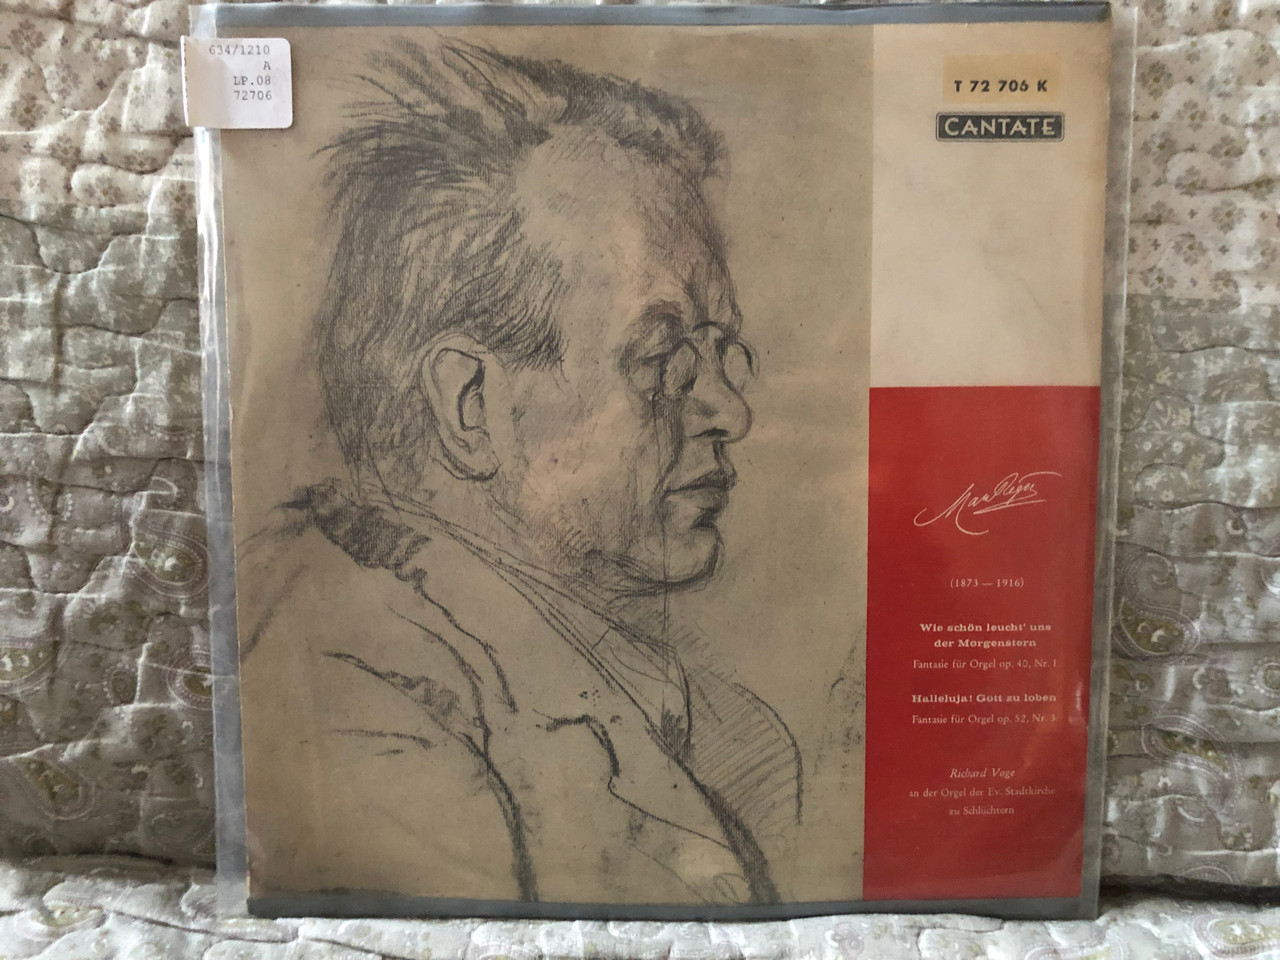 634/1210
A
LP.08
72706
T 72 706 K
CANTATE
Max Reger
(1873 — 1916)
Wie schön leucht' uns
der Morgenstern
Fantasie für Orgel op. 40, Nr. 1
Halleluja! Gott zu loben
Fantasie für Orgel op. 52, Nr. 3
Richard Voge
an der Orgel der Ev. Stadtkirche
zu Schlüchtern